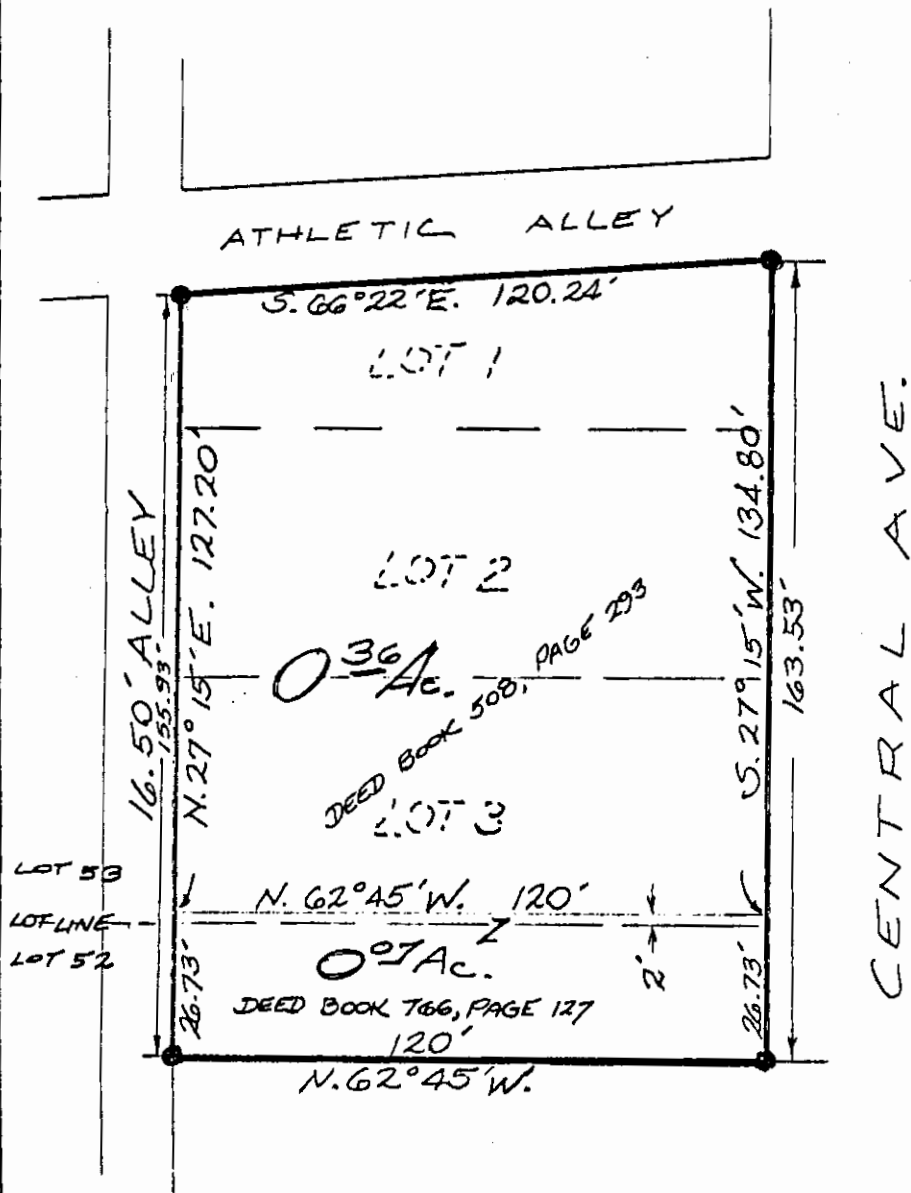 ATHLETIC ALLEY
S. 66°22'E. 120.24'
LOT 1
N. 27° 15' E. 127.20'
S. 27° 15' W. 134.80'
16.50' ALLEY
155.93'
163.53'
CENTRAL AVE.
LOT 2
0 36 Ac.
DEED BOOK 508, PAGE 293
LOT 3
LOT 53
LOT LINE
LOT 52
N. 62° 45' W. 120'
2'
0 07 Ac.
26.73'
26.73'
DEED BOOK 766, PAGE 127
120'
N. 62° 45' W.